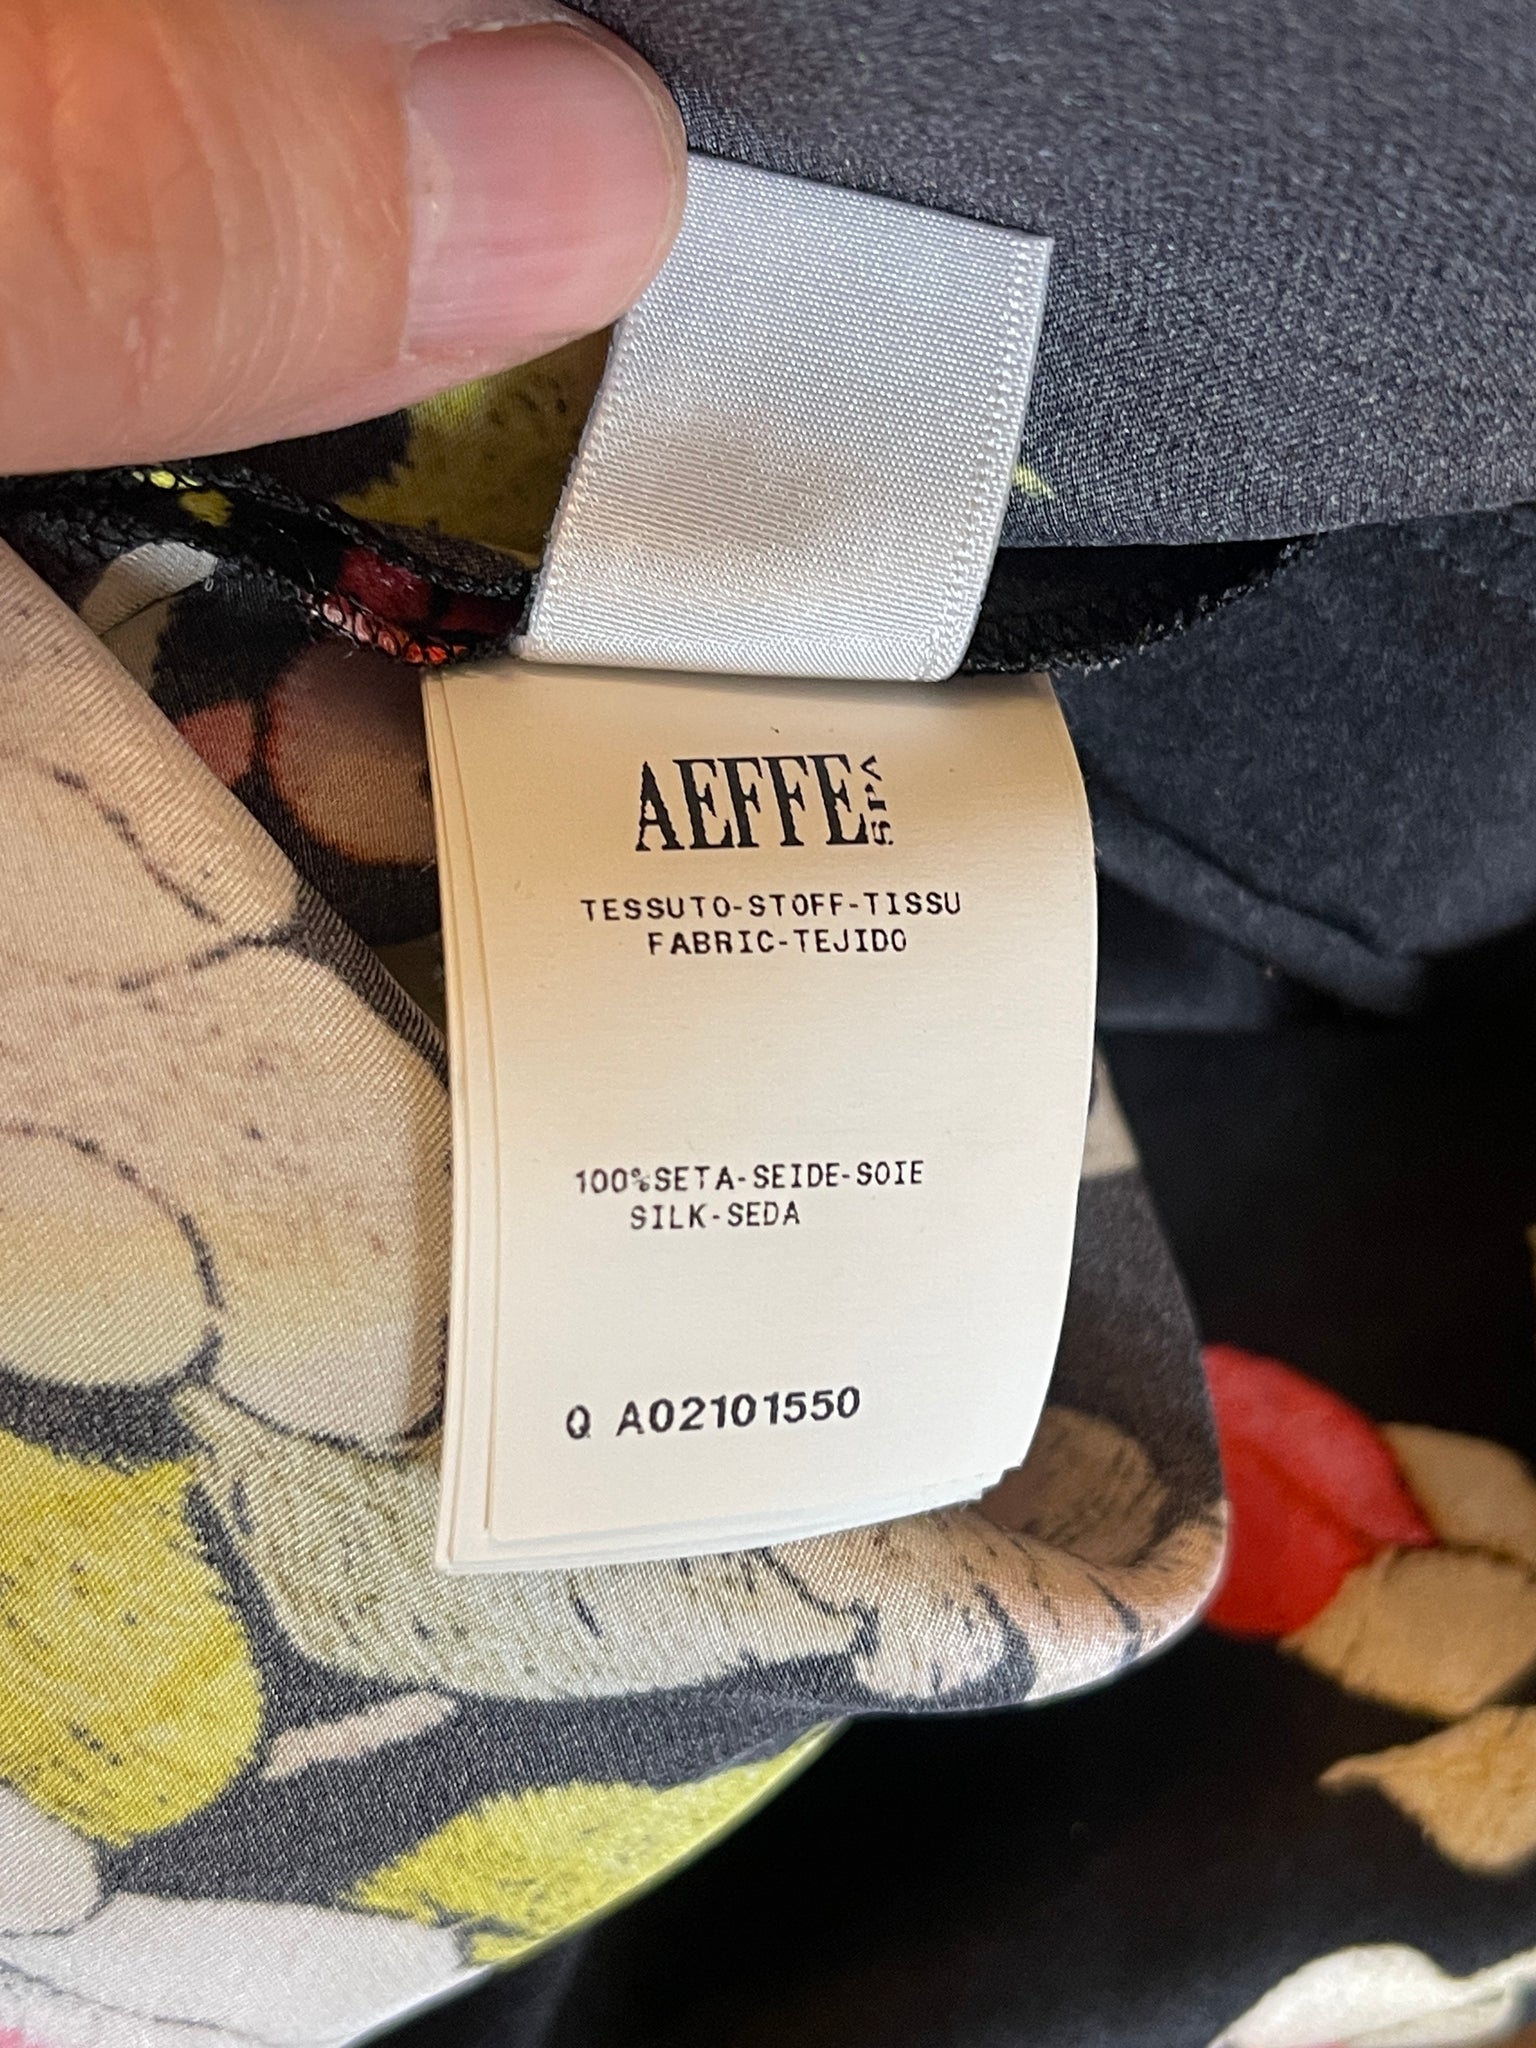 AEFFE SPA
TESSUTO-STOFF-TISSU
FABRIC-TEJIDO
100%SETA-SEIDE-SOIE
SILK-SEDA
Q A02101550